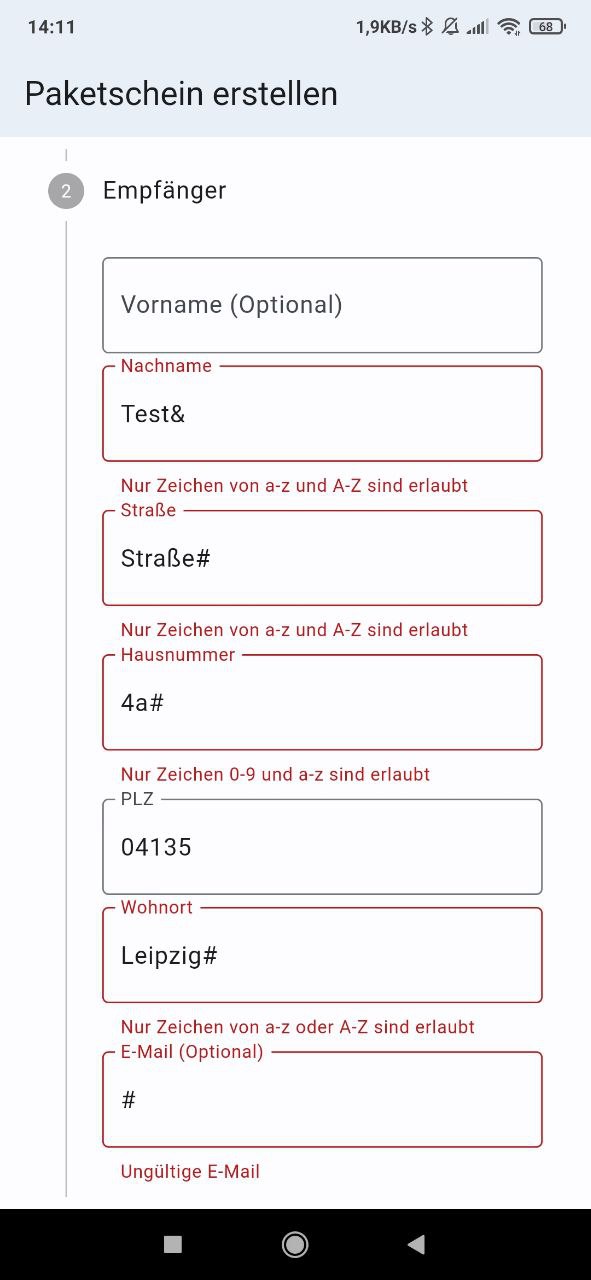 14:11 1,9KB/s 68
Paketschein erstellen
2 Empfänger
Vorname (Optional)
Nachname
Test&
Nur Zeichen von a-z und A-Z sind erlaubt
Straße
Straße#
Nur Zeichen von a-z und A-Z sind erlaubt
Hausnummer
4a#
Nur Zeichen 0-9 und a-z sind erlaubt
PLZ
04135
Wohnort
Leipzig#
Nur Zeichen von a-z oder A-Z sind erlaubt
E-Mail (Optional)
#
Ungültige E-Mail